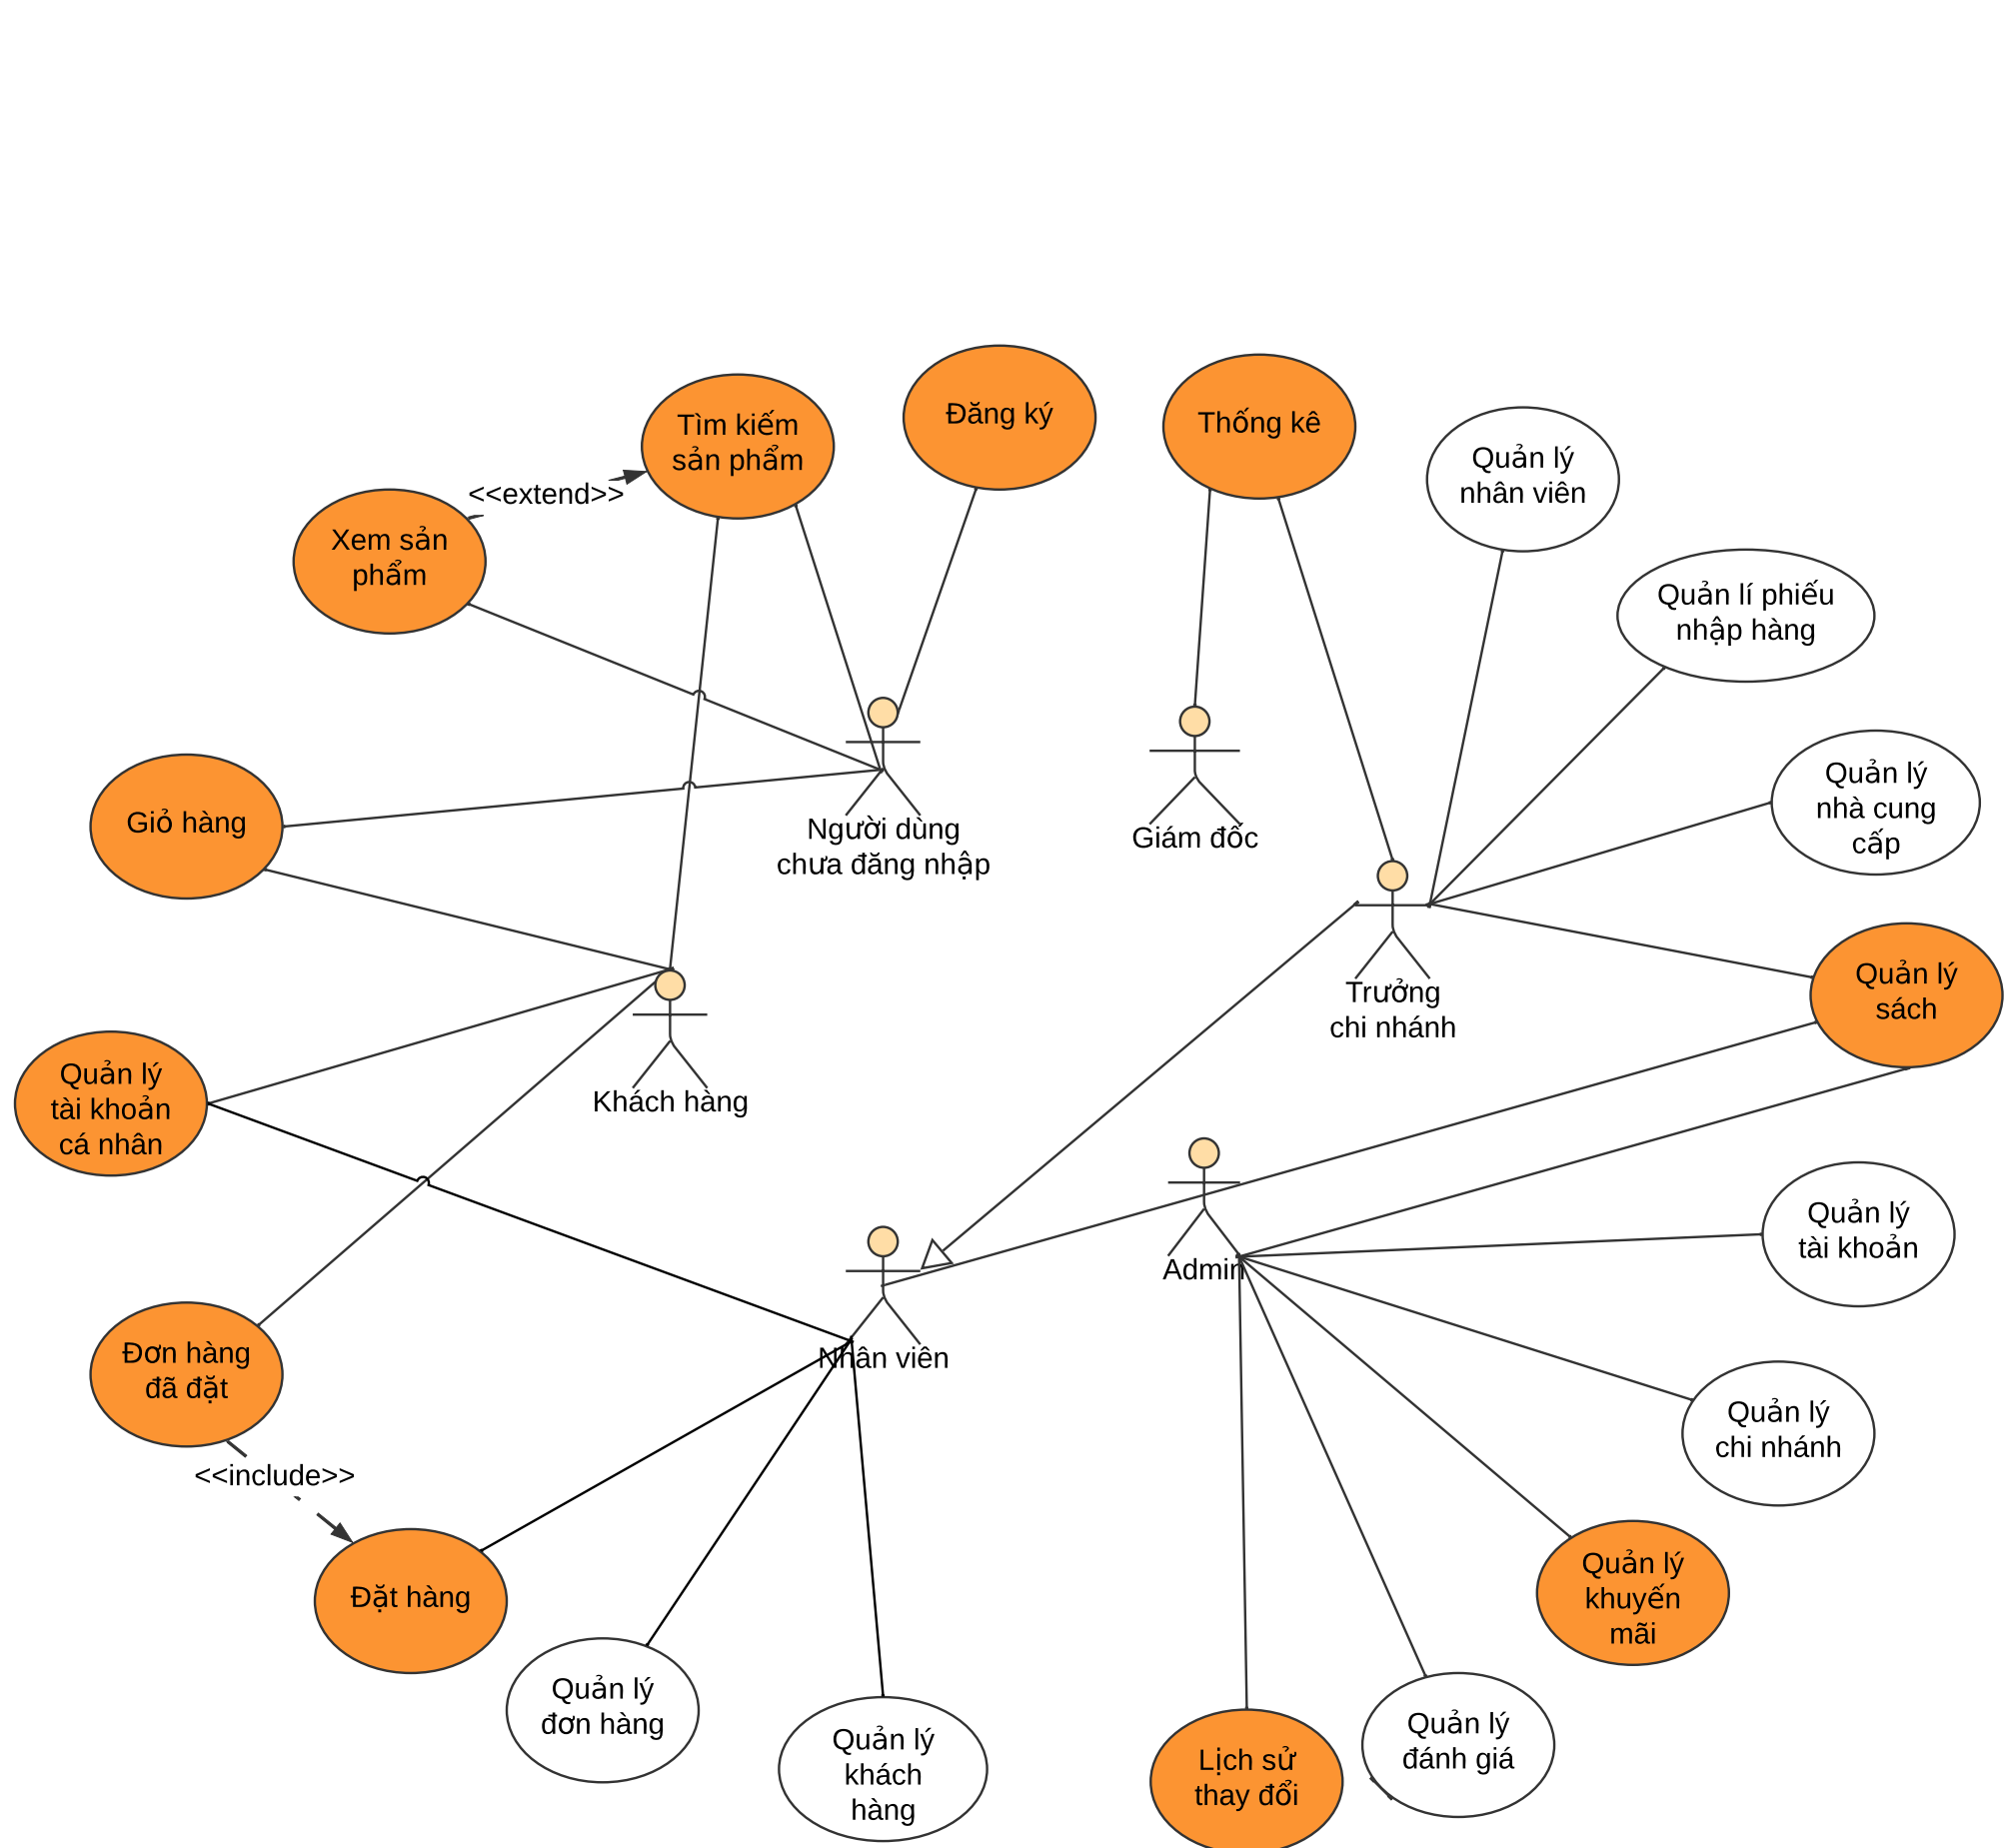 Đăng ký
Thống kê
Tìm kiếm
sản phẩm
Quản lý
nhân viên
<<extend>>
Xem sản
phẩm
Quản lí phiếu
nhập hàng
Quản lý
nhà cung
cấp
Giỏ hàng
Người dùng
chưa đăng nhập
Giám đốc
Trưởng
chi nhánh
Quản lý
sách
Quản lý
tài khoản
cá nhân
Khách hàng
Quản lý
tài khoản
Admin
Nhân viên
Đơn hàng
đã đặt
Quản lý
chi nhánh
<<include>>
Đặt hàng
Quản lý
khuyến
mãi
Quản lý
đơn hàng
Quản lý
khách
hàng
Quản lý
đánh giá
Lịch sử
thay đổi